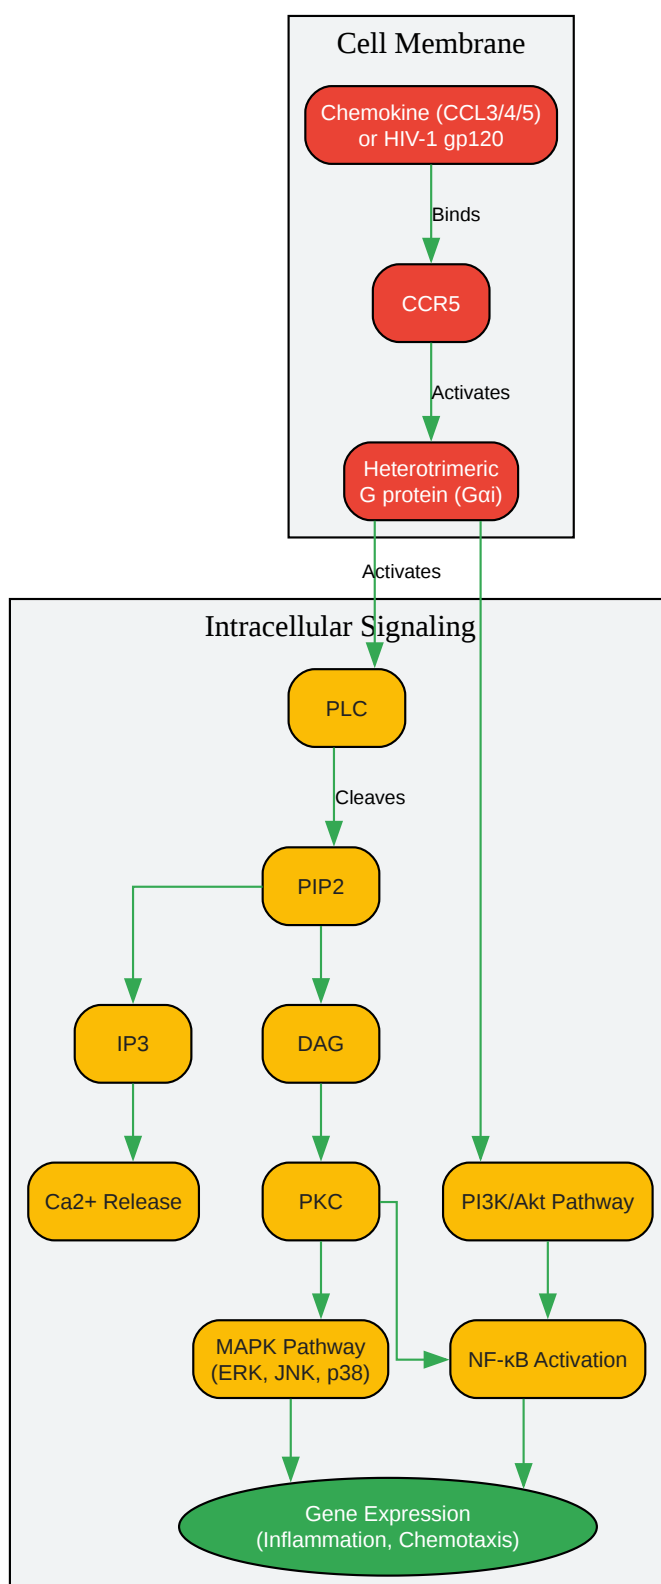 Cell Membrane
Chemokine (CCL3/4/5)
or HIV-1 gp120
Binds
CCR5
Activates
Heterotrimeric
G protein (Gαi)
Activates
Intracellular Signaling
PLC
Cleaves
PIP2
IP3
DAG
Ca2+ Release
PKC
PI3K/Akt Pathway
MAPK Pathway
(ERK, JNK, p38)
NF-κB Activation
Gene Expression
(Inflammation, Chemotaxis)